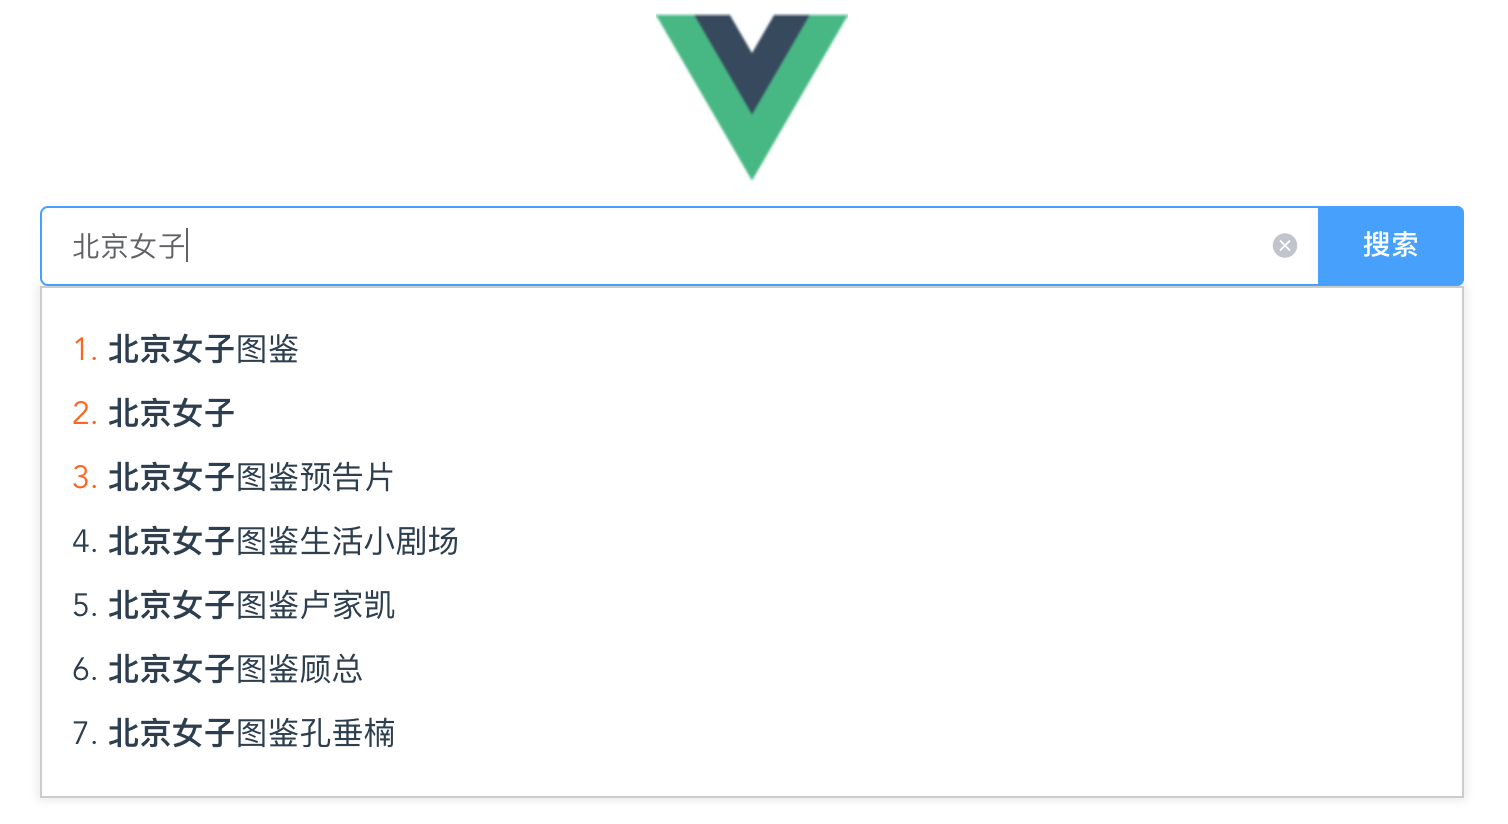 北京女子
搜索
1. 北京女子图鉴
2. 北京女子
3. 北京女子图鉴预告片
4. 北京女子图鉴生活小剧场
5. 北京女子图鉴卢家凯
6. 北京女子图鉴顾总
7. 北京女子图鉴孔垂楠